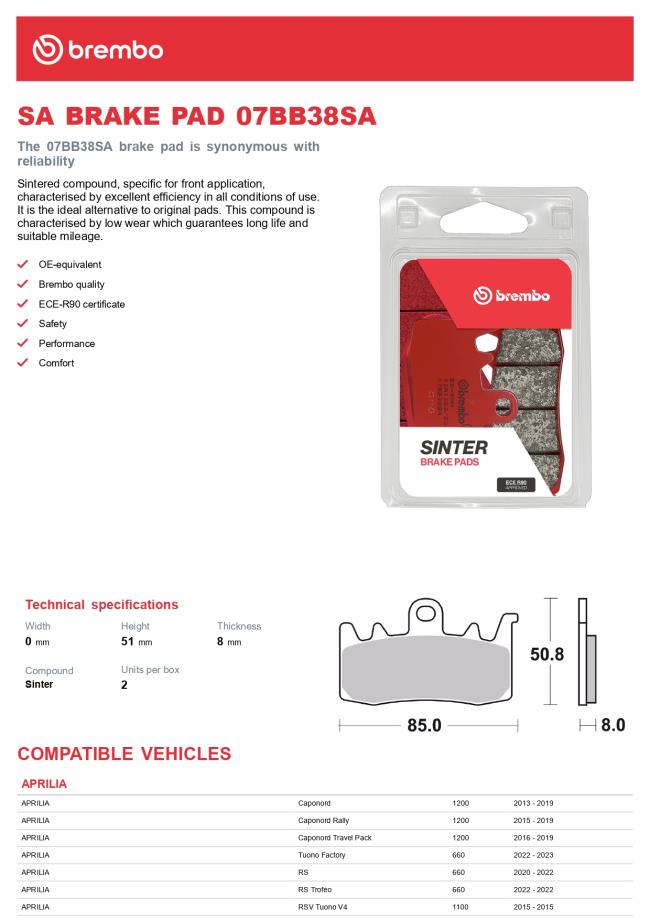 brembo
SA BRAKE PAD 07BB38SA
The 07BB38SA brake pad is synonymous with
reliability
Sintered compound, specific for front application,
characterised by excellent efficiency in all conditions of use.
It is the ideal alternative to original pads. This compound is
characterised by low wear which guarantees long life and
suitable mileage.
OE-equivalent
Brembo quality
ECE-R90 certificate
Safety
Performance
Comfort
brembo
brembo
SINTER
BRAKE PADS
ECE R90
APPROVED
Technical specifications
Width Height Thickness
0 mm 51 mm 8 mm
Compound Units per box
Sinter 2
50.8
85.0 8.0
COMPATIBLE VEHICLES
APRILIA
APRILIA Caponord 1200 2013 - 2019
APRILIA Caponord Rally 1200 2015 - 2019
APRILIA Caponord Travel Pack 1200 2016 - 2019
APRILIA Tuono Factory 660 2022 - 2023
APRILIA RS 660 2020 - 2022
APRILIA RS Trofeo 660 2022 - 2022
APRILIA RSV Tuono V4 1100 2015 - 2015